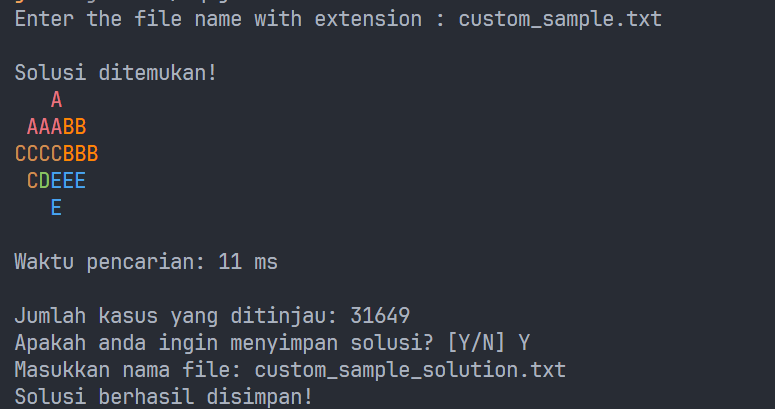 Enter the file name with extension : custom_sample.txt

Solusi ditemukan!
   A
 AAABB
CCCCBBB
 CDEEE
   E

Waktu pencarian: 11 ms

Jumlah kasus yang ditinjau: 31649
Apakah anda ingin menyimpan solusi? [Y/N] Y
Masukkan nama file: custom_sample_solution.txt
Solusi berhasil disimpan!